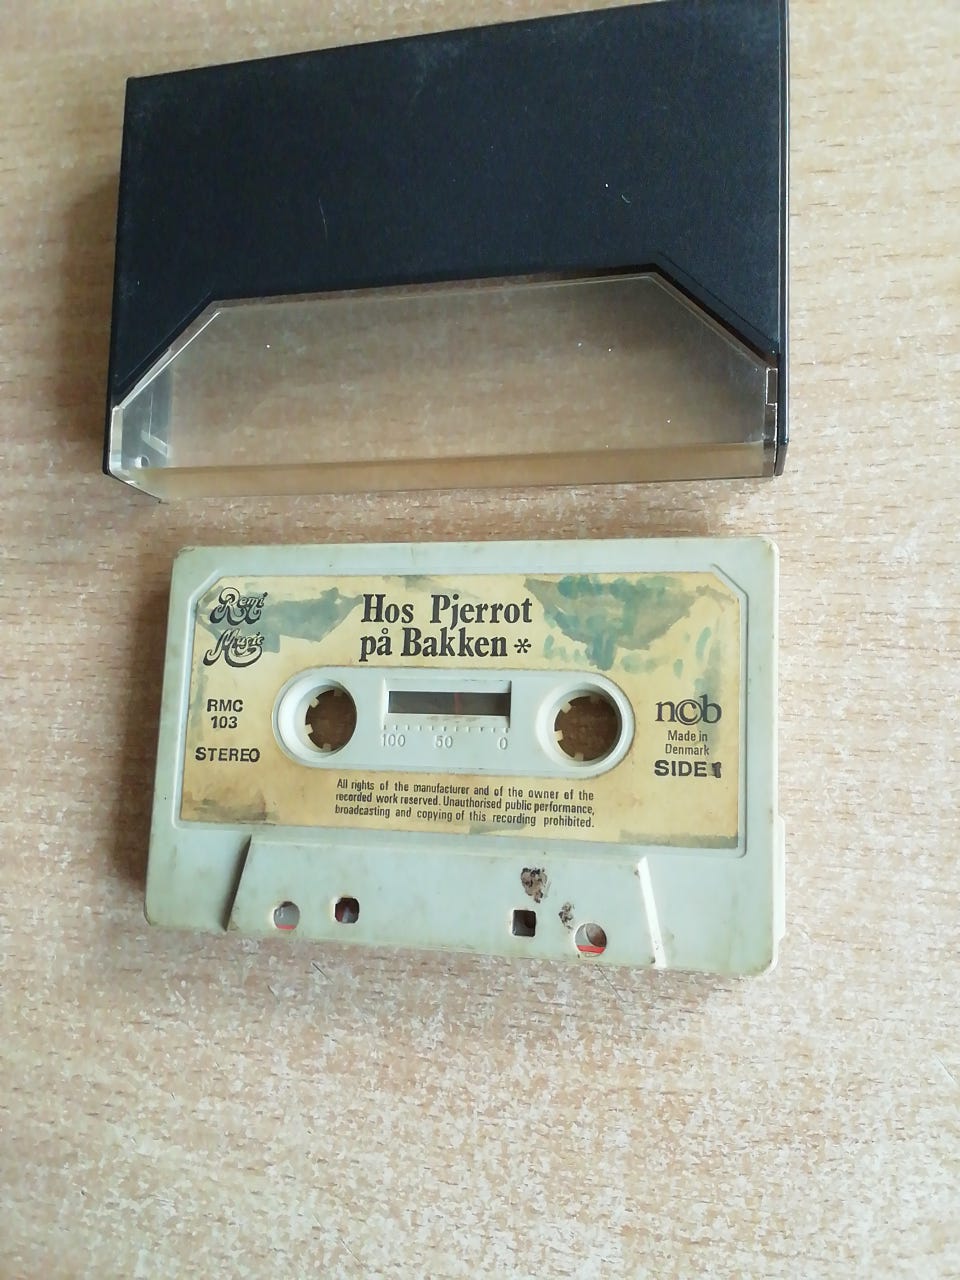 Remi
Music
Hos Pjerrot
på Bakken *
RMC
103
STEREO
100 50 0
ncb
Made in
Denmark
SIDE 1
All rights of the manufacturer and of the owner of the
recorded work reserved. Unauthorised public performance,
broadcasting and copying of this recording prohibited.